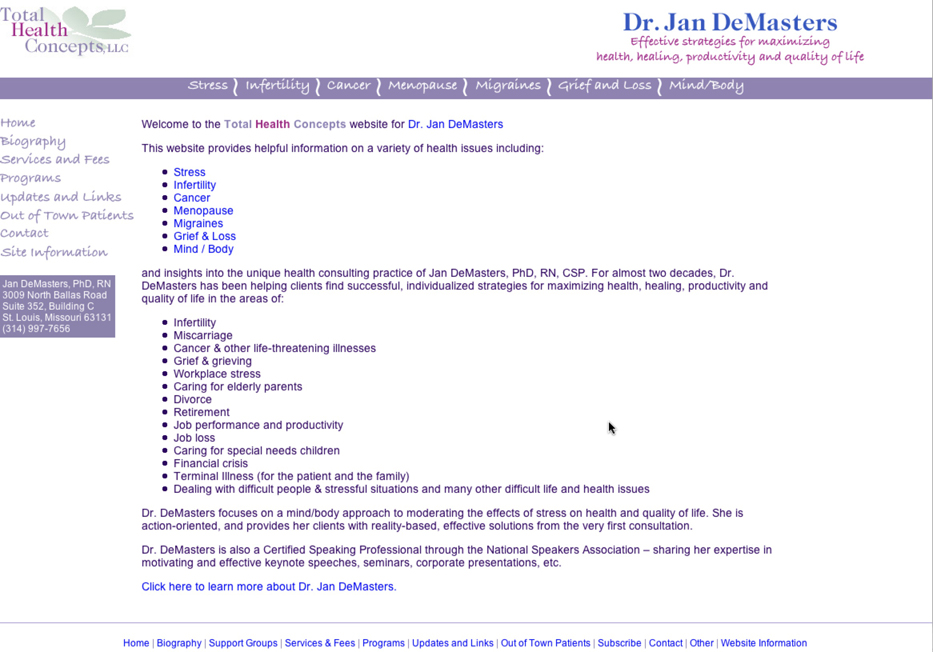 Total
Health
Concepts, LLC
Dr. Jan DeMasters
Effective strategies for maximizing
health, healing, productivity and quality of life
Stress ) Infertility ) Cancer ) Menopause ) Migraines ) Grief and Loss ) Mind/Body
Home
Biography
Services and Fees
Programs
Updates and Links
Out of Town Patients
Contact
Site Information
Jan DeMasters, PhD, RN
3009 North Ballas Road
Suite 352, Building C
St. Louis, Missouri 63131
(314) 997-7656
Welcome to the Total Health Concepts website for Dr. Jan DeMasters
This website provides helpful information on a variety of health issues including:
Stress
Infertility
Cancer
Menopause
Migraines
Grief & Loss
Mind / Body
and insights into the unique health consulting practice of Jan DeMasters, PhD, RN, CSP. For almost two decades, Dr.
DeMasters has been helping clients find successful, individualized strategies for maximizing health, healing, productivity and
quality of life in the areas of:
Infertility
Miscarriage
Cancer & other life-threatening illnesses
Grief & grieving
Workplace stress
Caring for elderly parents
Divorce
Retirement
Job performance and productivity
Job loss
Caring for special needs children
Financial crisis
Terminal Illness (for the patient and the family)
Dealing with difficult people & stressful situations and many other difficult life and health issues
Dr. DeMasters focuses on a mind/body approach to moderating the effects of stress on health and quality of life. She is
action-oriented, and provides her clients with reality-based, effective solutions from the very first consultation.
Dr. DeMasters is also a Certified Speaking Professional through the National Speakers Association – sharing her expertise in
motivating and effective keynote speeches, seminars, corporate presentations, etc.
Click here to learn more about Dr. Jan DeMasters.
Home | Biography | Support Groups | Services & Fees | Programs | Updates and Links | Out of Town Patients | Subscribe | Contact | Other | Website Information